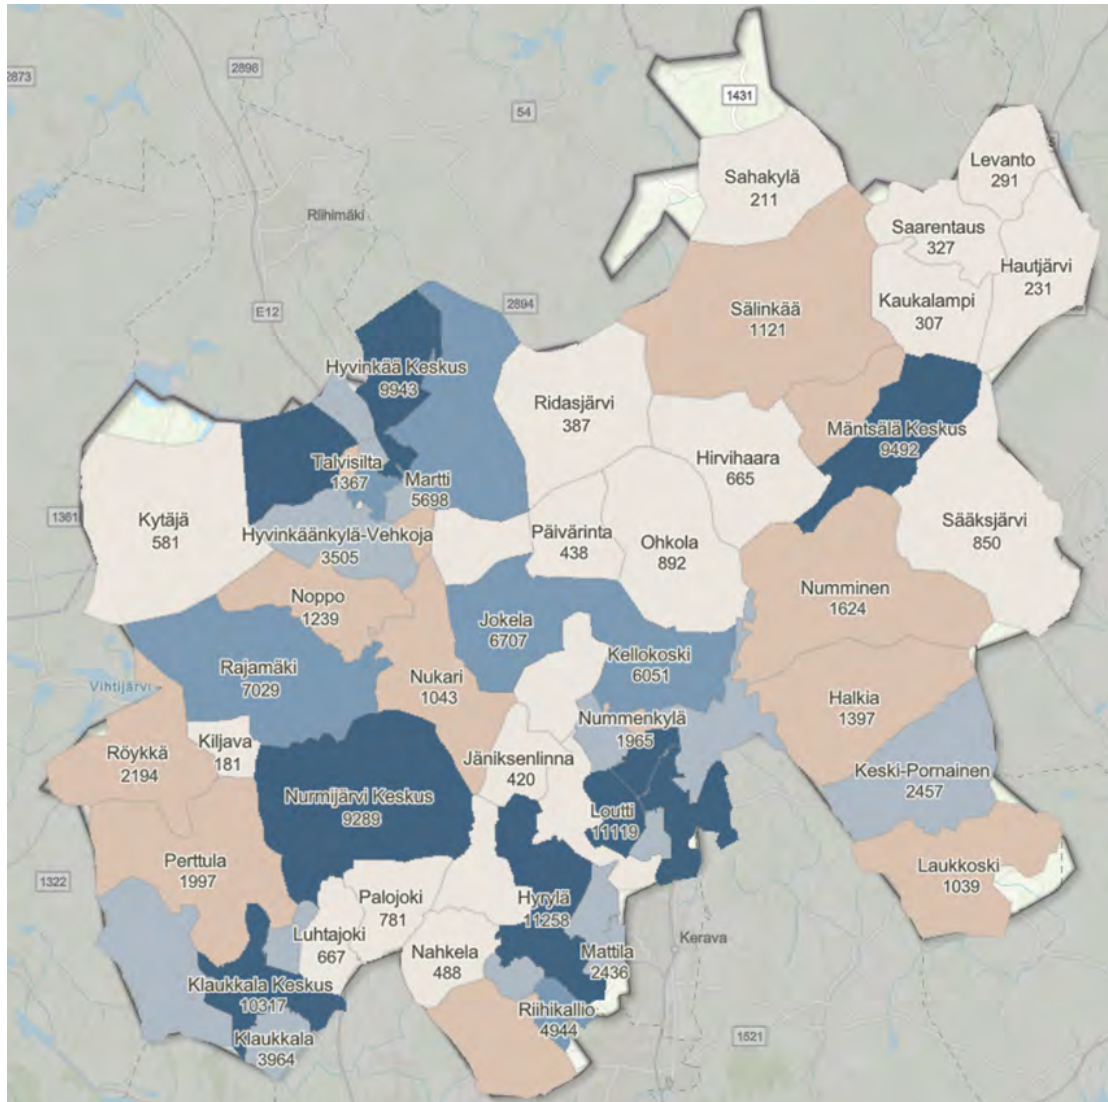 2896
2873
1431
54
Levanto
291
Sahakylä
211
Riihimäki
Saarentaus
327
Hautjärvi
231
E12
2894
Sälinkää
1121
Kaukalampi
307
Hyvinkää Keskus
9943
Ridasjärvi
387
Mäntsälä Keskus
9492
Talvisilta
1367
Martti
5698
Hirvihaara
665
1361
Kytäjä
581
Hyvinkäänkylä-Vehkoja
3505
Päivärinta
438
Ohkola
892
Sääksjärvi
850
Noppo
1239
Numminen
1624
Jokela
6707
Rajamäki
7029
Kellokoski
6051
Vihtijärvi
Nukari
1043
Halkia
1397
Nummenkylä
1965
Röykkä
2194
Kiljava
181
Jäniksenlinna
420
Keski-Pornainen
2457
Nurmijärvi Keskus
9289
Loutti
11119
Perttula
1997
Laukkoski
1039
1322
Palojoki
781
Hyrylä
11258
Luhtajoki
667
Nahkela
488
Mattila
2436
Kerava
Klaukkala Keskus
10317
Riihikallio
4944
Klaukkala
3964
1521